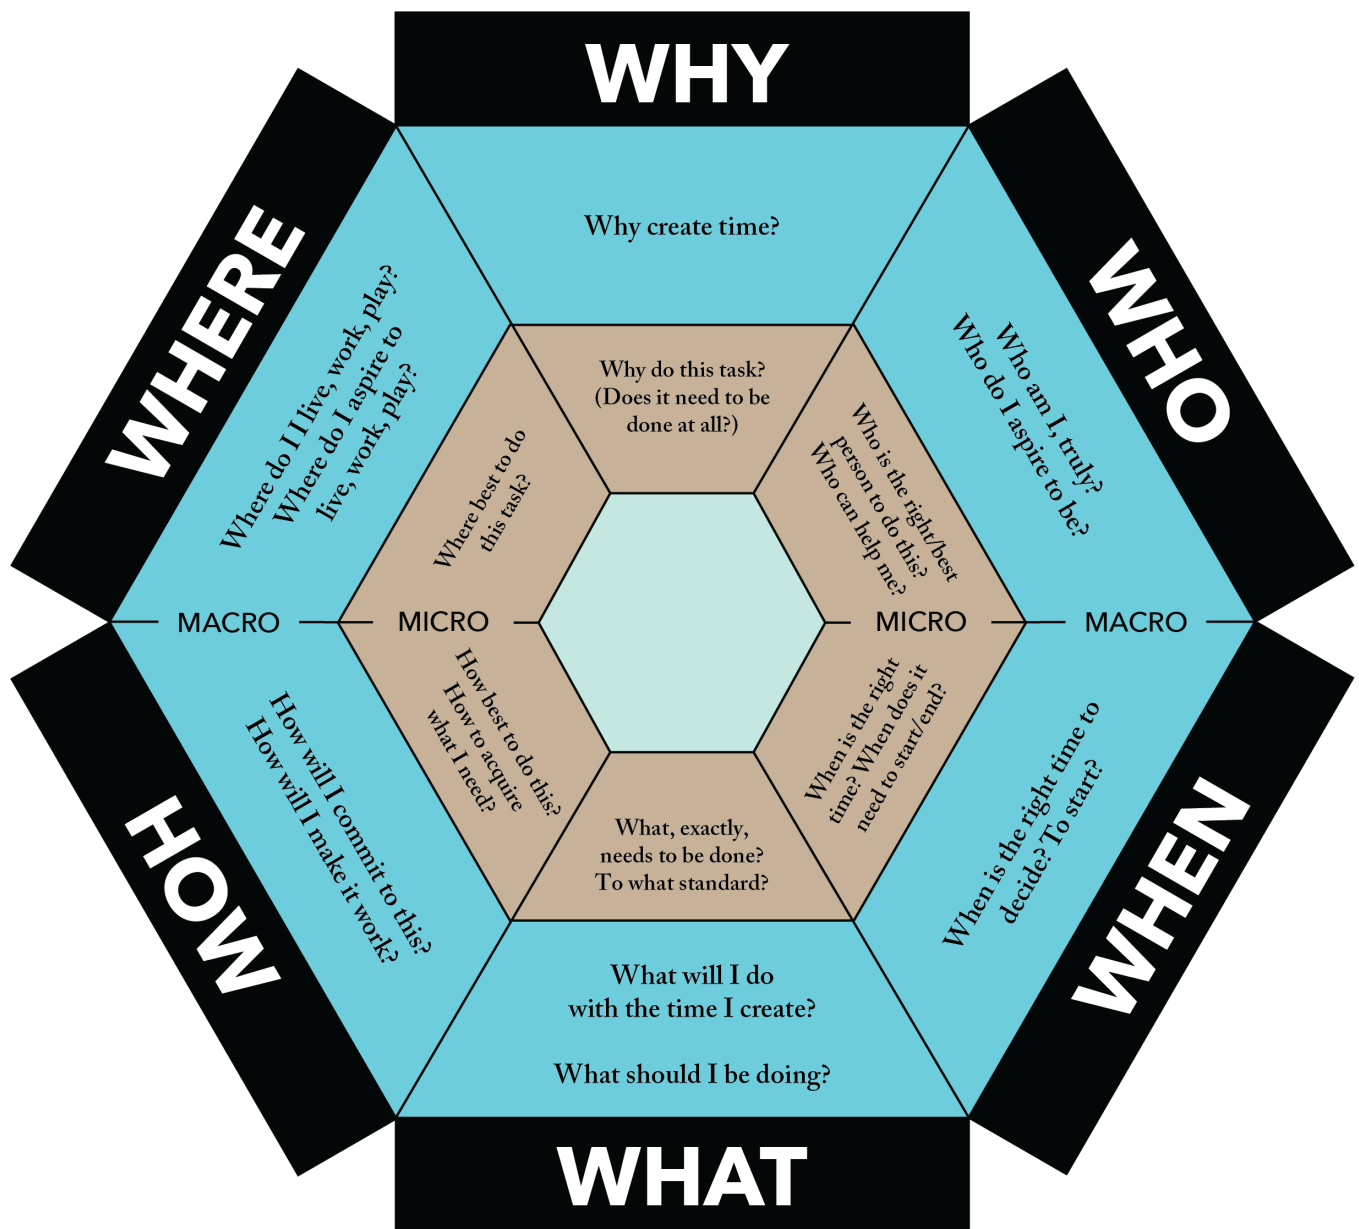 WHY
Why create time?
Why do this task?
(Does it need to be
done at all?)
WHO
Who am I, truly?
Who do I aspire to be?
Who is the right/best
person to do this?
Who can help me?
MACRO
MICRO
MICRO
MACRO
WHEN
When is the right time to
decide? To start?
When is the right
time? When does it
need to start/end?
WHAT
What, exactly,
needs to be done?
To what standard?
What will I do
with the time I create?
What should I be doing?
HOW
How will I commit to this?
How will I make it work?
How best to do this?
How to acquire
what I need?
WHERE
Where do I I live, work, play?
Where do I aspire to
live, work, play?
Where best to do
this task?